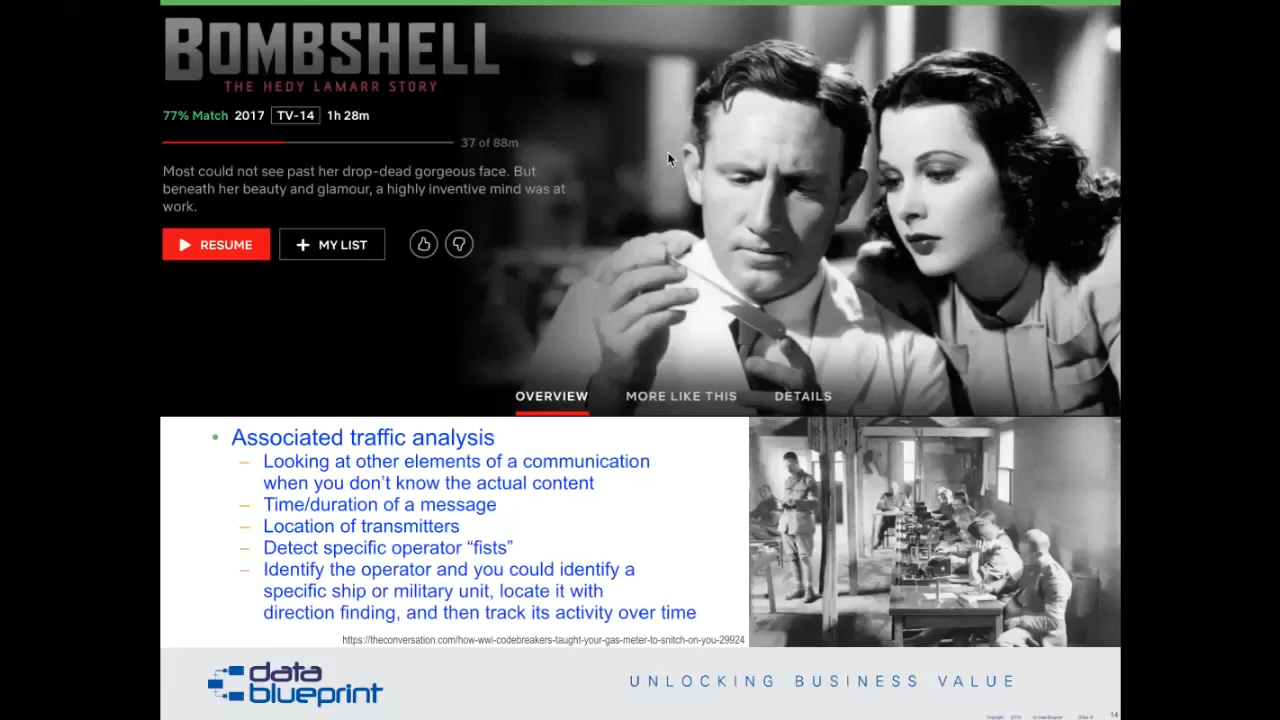 BOMBSHELL
THE HEDY LAMARR STORY
77% Match 2017 TV-14 1h 28m
37 of 88m
Most could not see past her drop-dead gorgeous face. But
beneath her beauty and glamour, a highly inventive mind was at
work.
RESUME MY LIST
OVERVIEW MORE LIKE THIS DETAILS
• Associated traffic analysis
– Looking at other elements of a communication
when you don't know the actual content
– Time/duration of a message
– Location of transmitters
– Detect specific operator “fists”
– Identify the operator and you could identify a
specific ship or military unit, locate it with
direction finding, and then track its activity over time
https://theconversation.com/how-wwi-codebreakers-taught-your-gas-meter-to-snitch-on-you-29924
data
blueprint
UNLOCKING BUSINESS VALUE
14